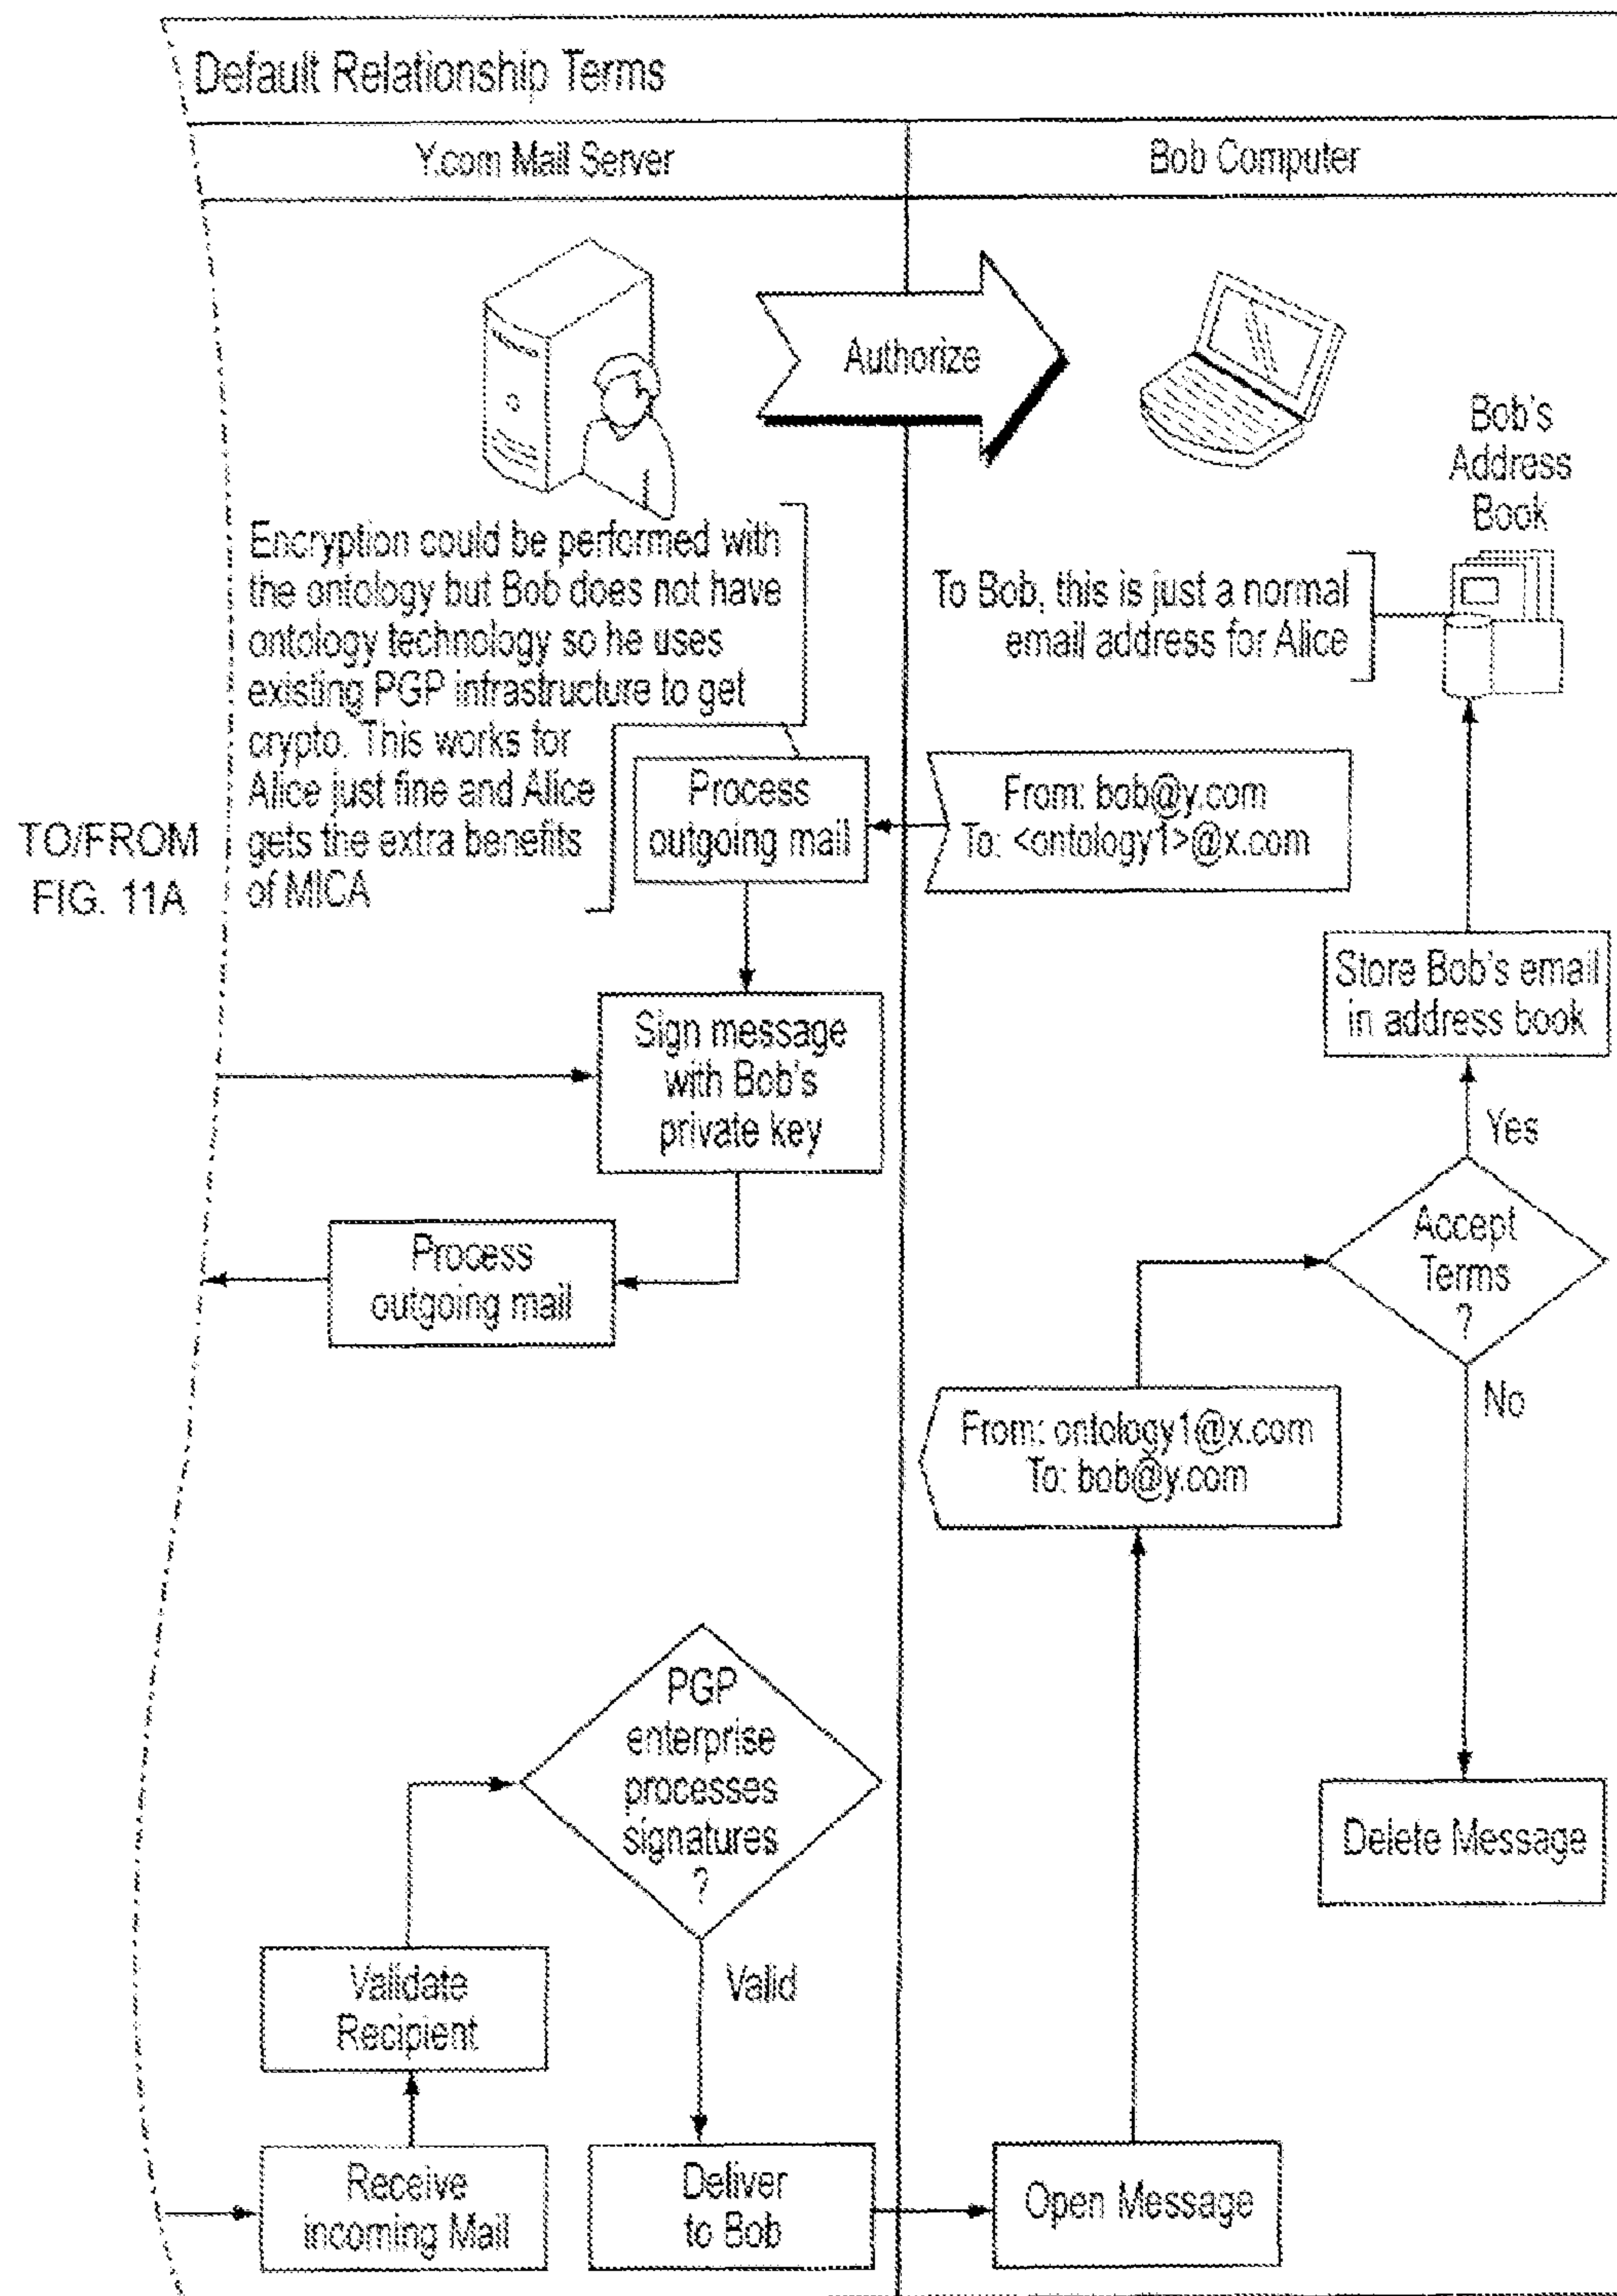 Default Relationship Terms
Y.com Mail Server
Bob Computer
Authorize
Bob's
Address
Book
Encryption could be performed with
the ontology but Bob does not have
ontology technology so he uses
existing PGP infrastructure to get
crypto. This works for
Alice just fine and Alice
gets the extra benefits
of MICA
To Bob, this is just a normal
email address for Alice
TO/FROM
FIG. 11A
Process
outgoing mail
From: bob@y.com
To: <ontology1>@x.com
Store Bob's email
in address book
Sign message
with Bob's
private key
Yes
Process
outgoing mail
Accept
Terms
?
No
From: ontology1@x.com
To: bob@y.com
PGP
enterprise
processes
signatures
?
Delete Message
Valid
Validate
Recipient
Receive
incoming Mail
Deliver
to Bob
Open Message